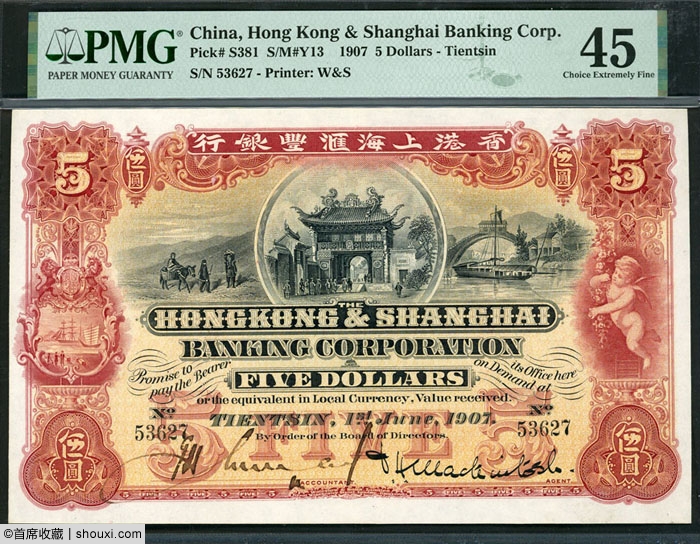 PMG
PAPER MONEY GUARANTY
China, Hong Kong & Shanghai Banking Corp.
Pick# S381 S/M#Y13 1907 5 Dollars - Tientsin
S/N 53627 - Printer: W&S
45
Choice Extremely Fine
行銀豐滙海上港香
5 伍圓 伍圓 5
THE
HONGKONG & SHANGHAI
BANKING CORPORATION
Promise to pay the Bearer
FIVE DOLLARS
on Demand at its Office here
or the equivalent in Local Currency, Value received.
TIENTSIN, 1st June, 1907.
By Order of the Board of Directors.
No 53627
No 53627
FIVE
伍圓
伍圓
ACCOUNTANT
AGENT
©首席收藏 | shouxi.com